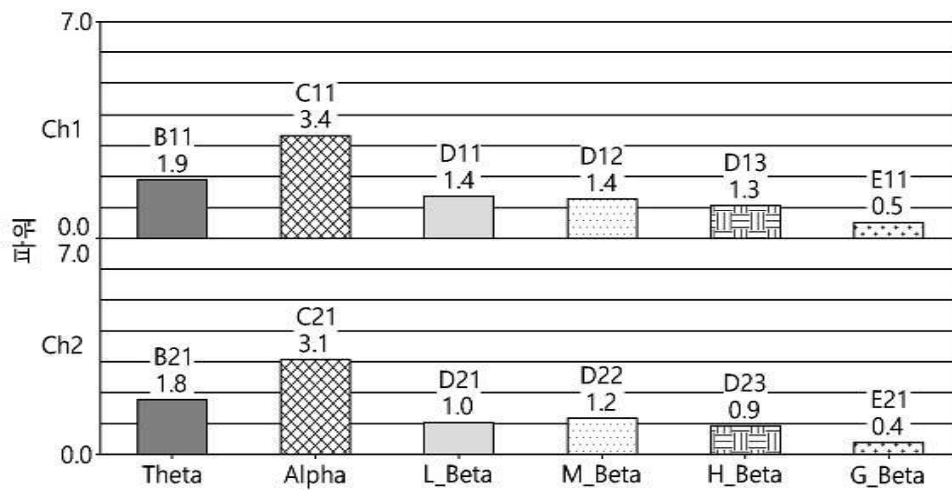 7.0
C11
3.4
Ch1
B11
1.9
D11
1.4
D12
1.4
D13
1.3
E11
0.5
0.0
파워
7.0
C21
3.1
Ch2
B21
1.8
D21
1.0
D22
1.2
D23
0.9
E21
0.4
0.0
Theta Alpha L_Beta M_Beta H_Beta G_Beta